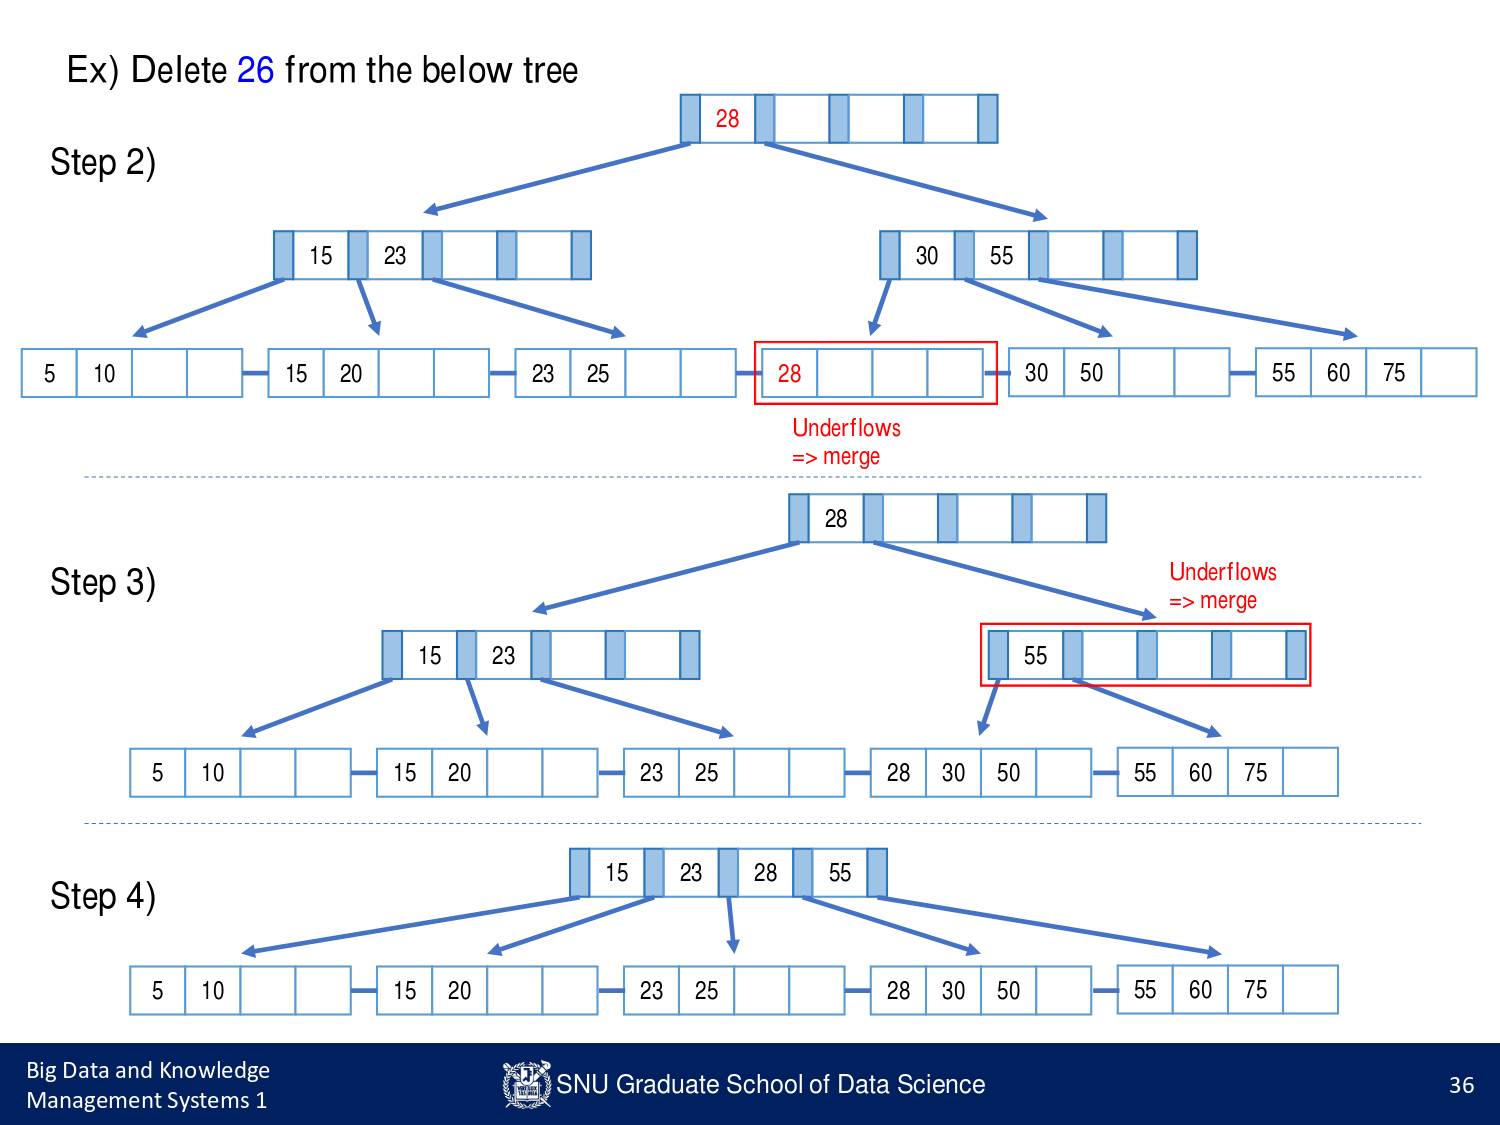 Ex) Delete 26 from the below tree
28
Step 2)
15 23
30 55
5 10
15 20
23 25
28
30 50
55 60 75
Underflows
=> merge
28
Step 3)
Underflows
=> merge
15 23
55
5 10
15 20
23 25
28 30 50
55 60 75
15 23 28 55
Step 4)
5 10
15 20
23 25
28 30 50
55 60 75
Big Data and Knowledge
Management Systems 1
SNU Graduate School of Data Science
36